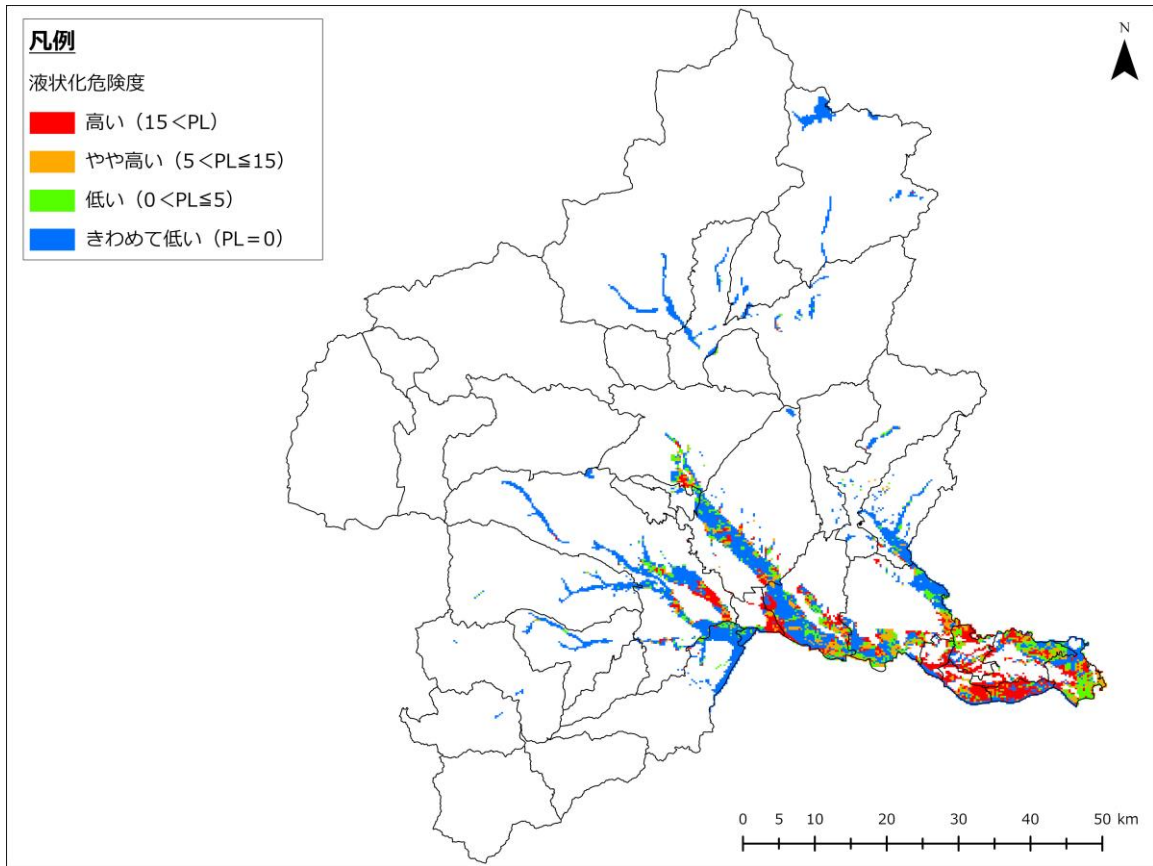 凡例
液状化危険度
高い（15＜PL）
やや高い（5＜PL≦15）
低い（0＜PL≦5）
きわめて低い（PL＝0）
N
0 5 10 20 30 40 50 km